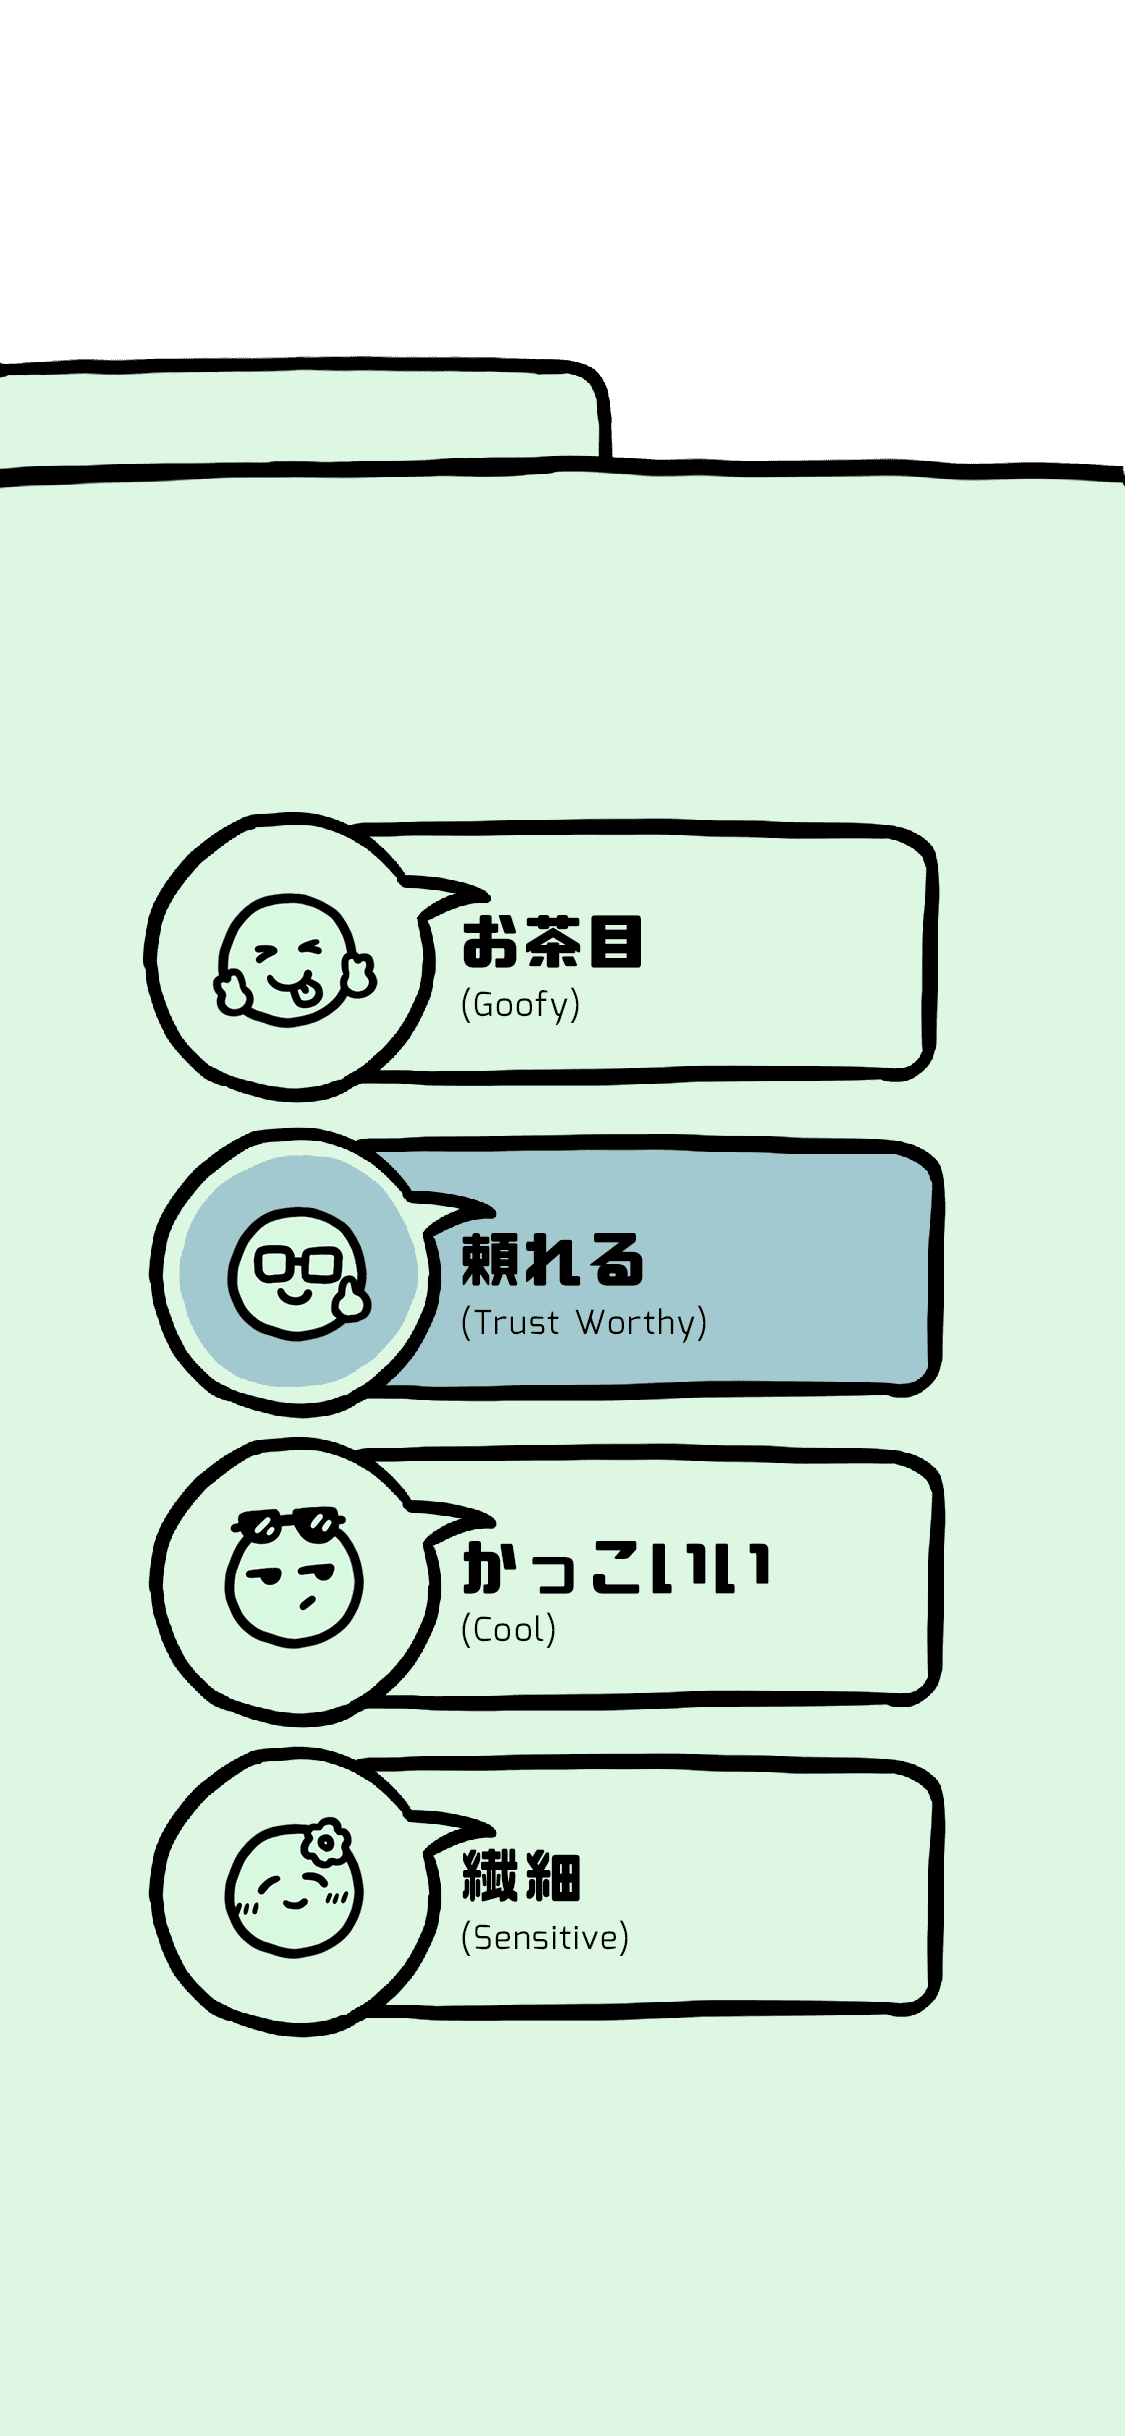 お茶目
(Goofy)
頼れる
(Trust Worthy)
かっこいい
(Cool)
繊細
(Sensitive)